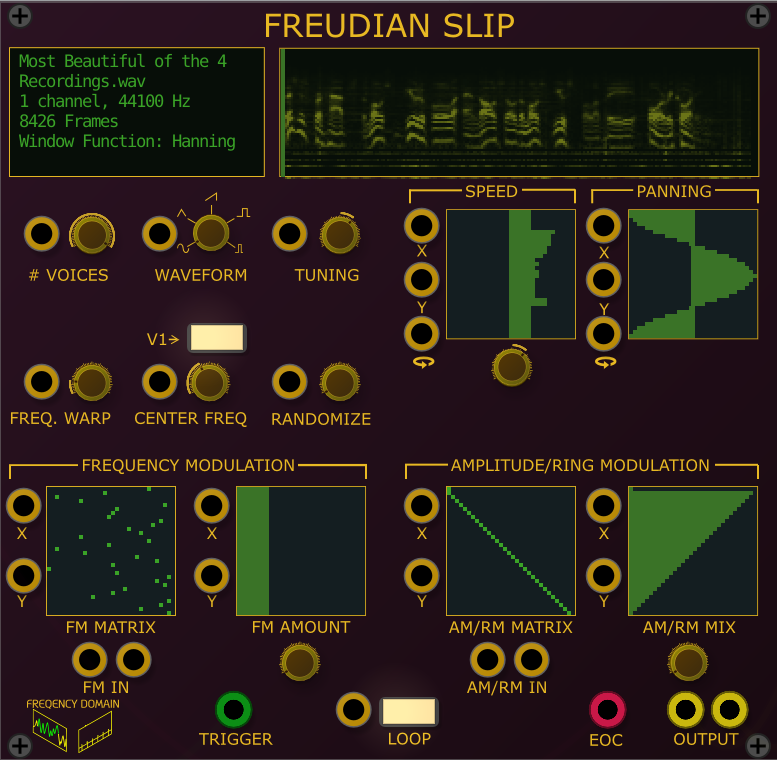 FREUDIAN SLIP
Most Beautiful of the 4
Recordings.wav
1 channel, 44100 Hz
8426 Frames
Window Function: Hanning
SPEED
PANNING
X
X
# VOICES
WAVEFORM
TUNING
Y
Y
V1
FREQ. WARP
CENTER FREQ
RANDOMIZE
FREQUENCY MODULATION
AMPLITUDE/RING MODULATION
X
X
X
X
Y
Y
Y
Y
FM MATRIX
FM AMOUNT
AM/RM MATRIX
AM/RM MIX
FM IN
AM/RM IN
FREQENCY DOMAIN
TRIGGER
LOOP
EOC
OUTPUT